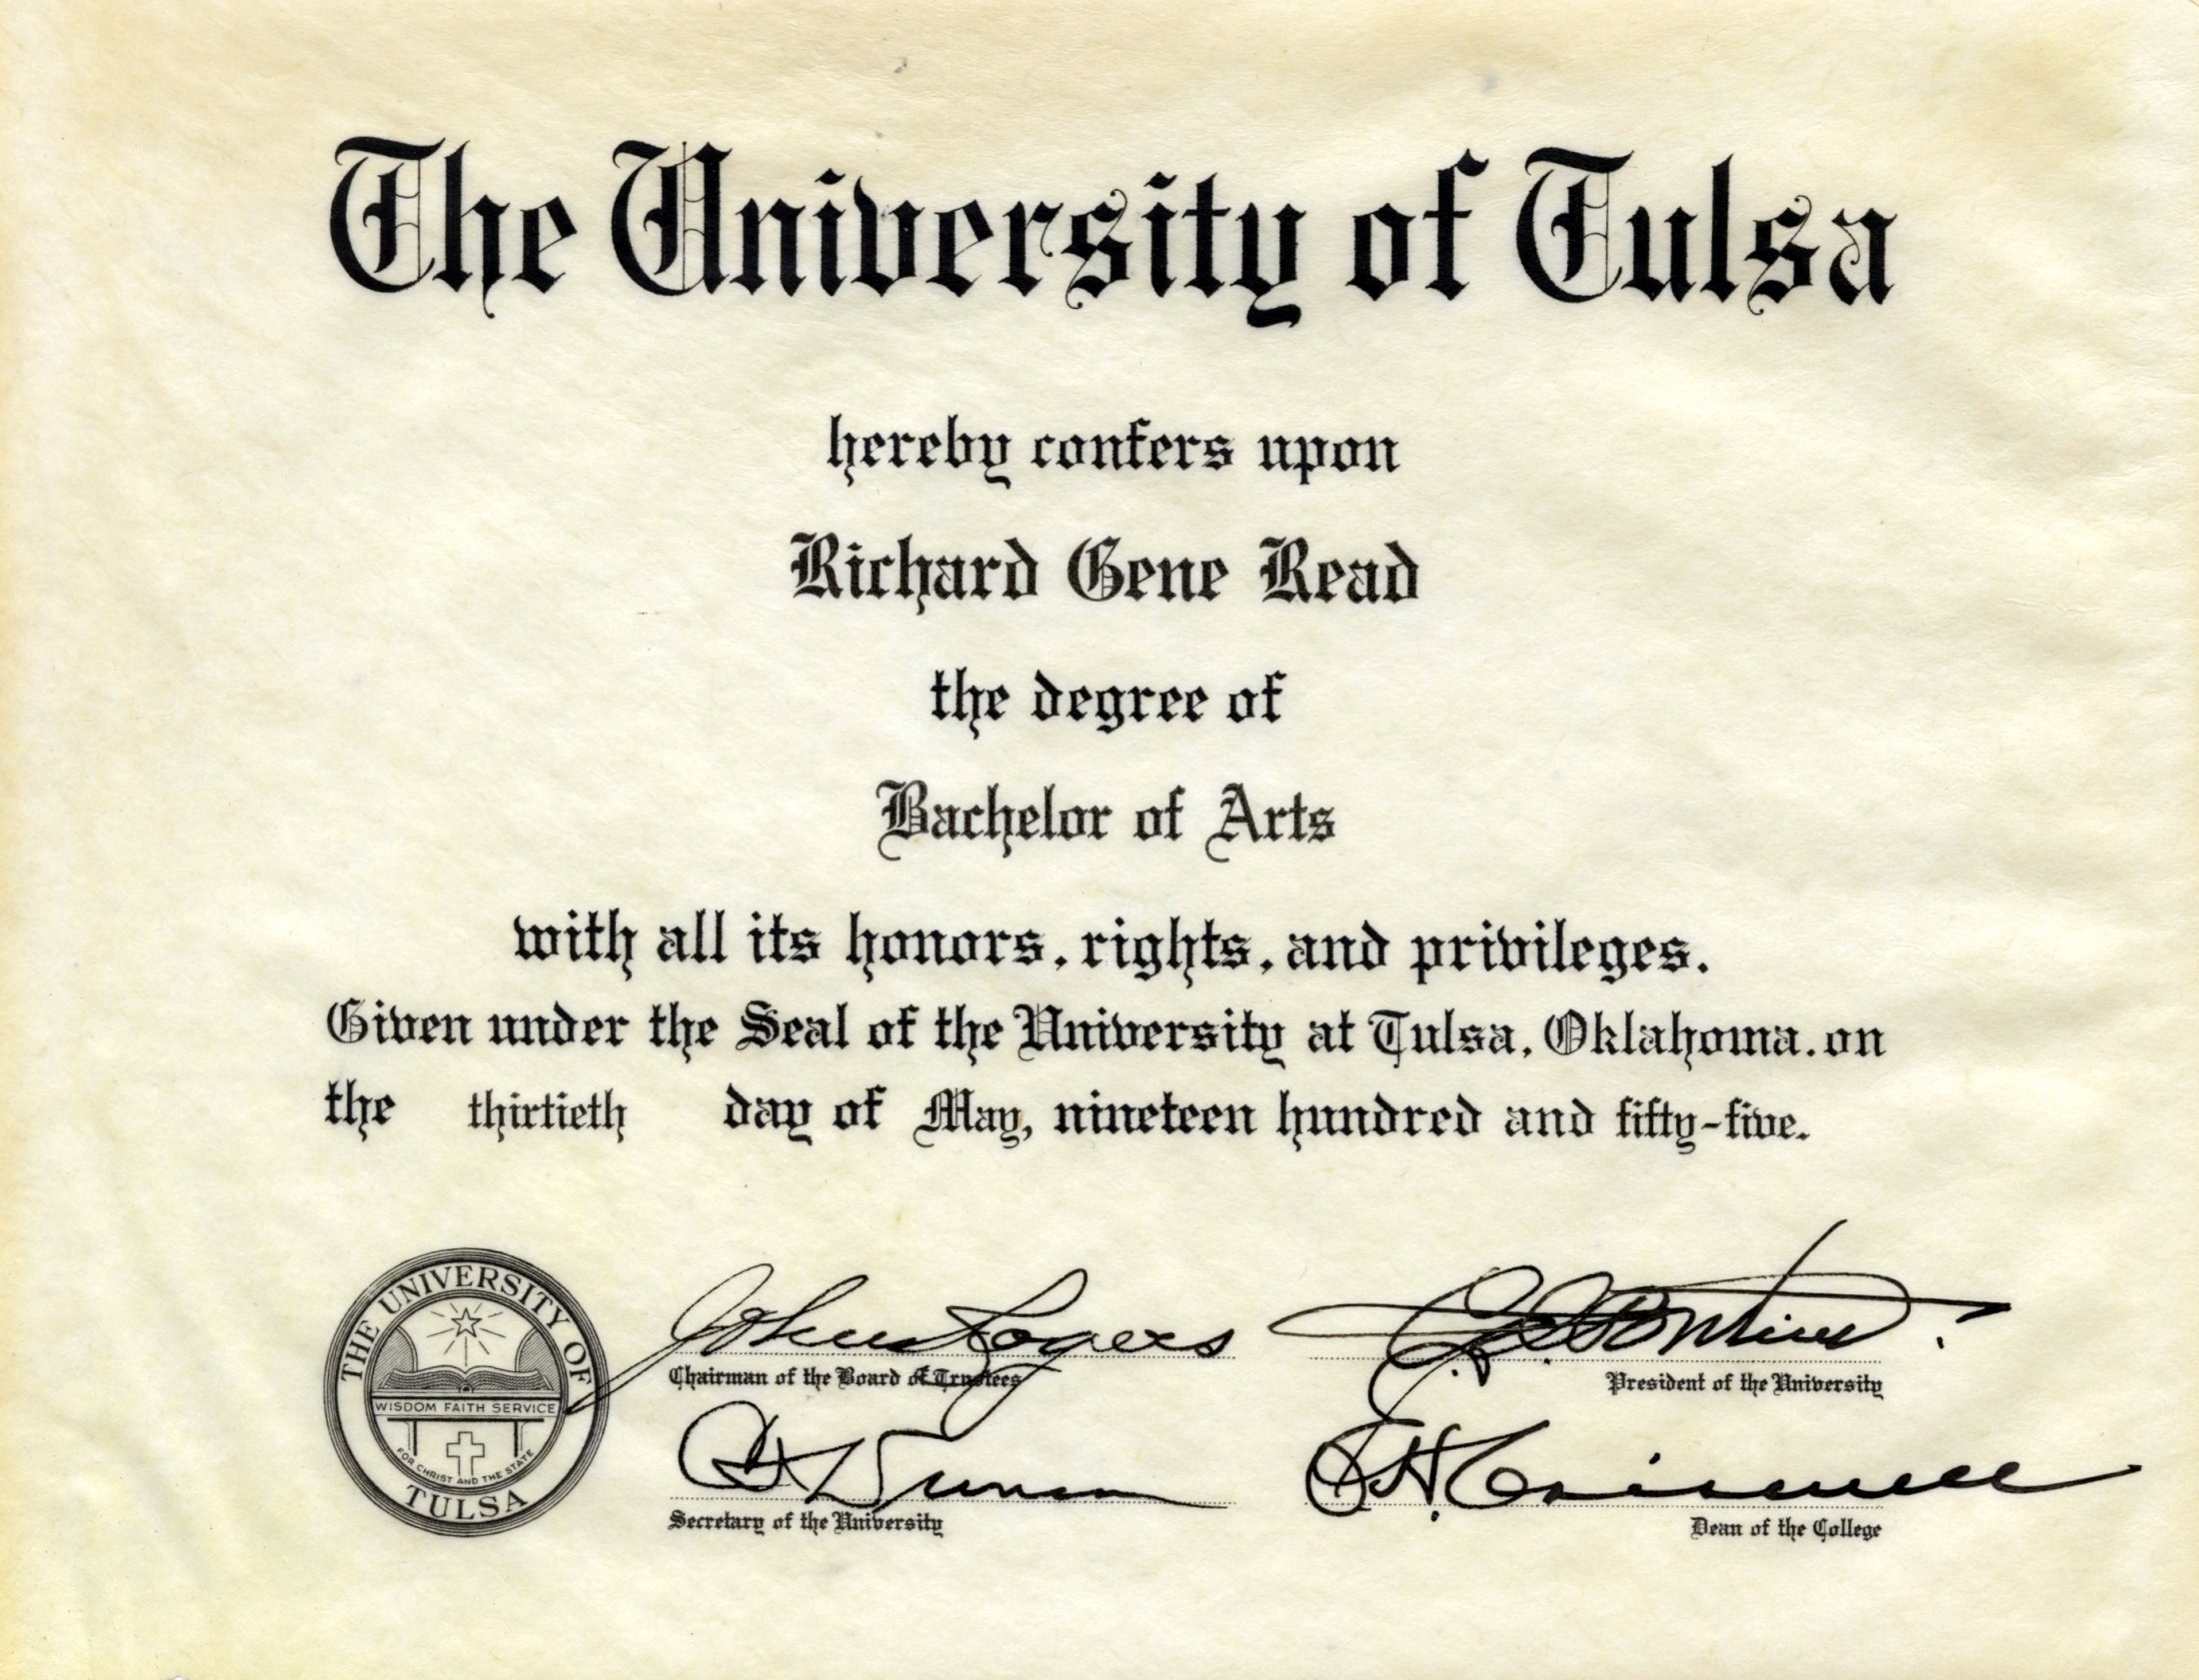 The University of Tulsa
hereby confers upon
Richard Gene Read
the degree of
Bachelor of Arts
with all its honors, rights, and privileges.
Given under the Seal of the University at Tulsa, Oklahoma, on
the thirtieth day of May, nineteen hundred and fifty-five.
THE UNIVERSITY OF
WISDOM FAITH SERVICE
FOR CHRIST AND THE STATE
TULSA
John Rogers
Chairman of the Board of Trustees
President of the University
Secretary of the University
Dean of the College